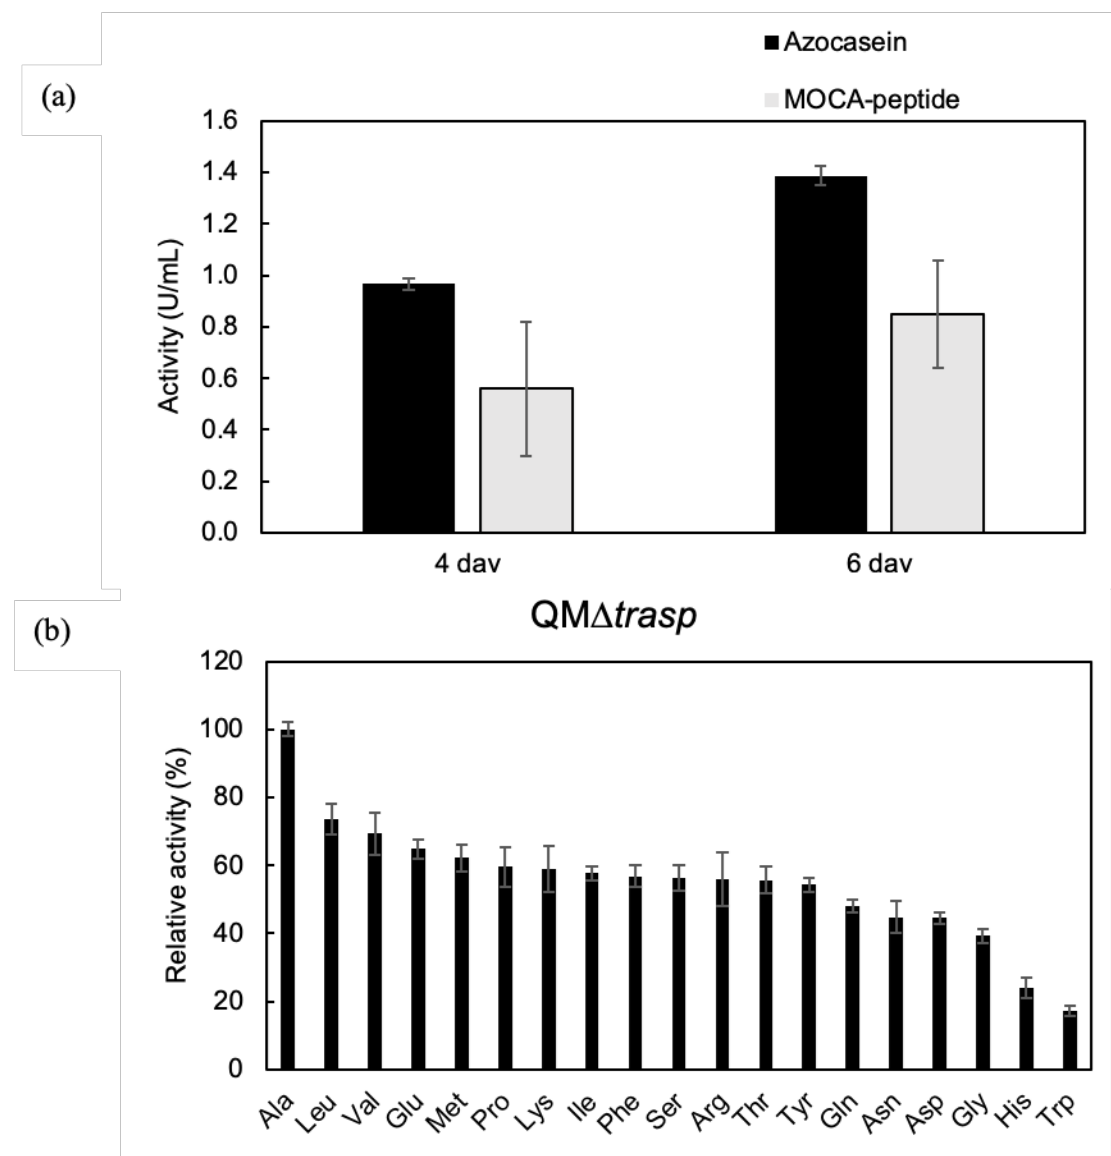 Azocasein
(a)
MOCA-peptide
1.6
1.4
1.2
1.0
0.8
0.6
0.4
0.2
0.0
Activity (U/mL)
4 dav
6 dav
(b)
QMΔtrasp
120
100
80
60
40
20
0
Relative activity (%)
Ala Leu Val Glu Met Pro Lys Ile Phe Ser Arg Thr Tyr Gln Asn Asp Gly His Trp